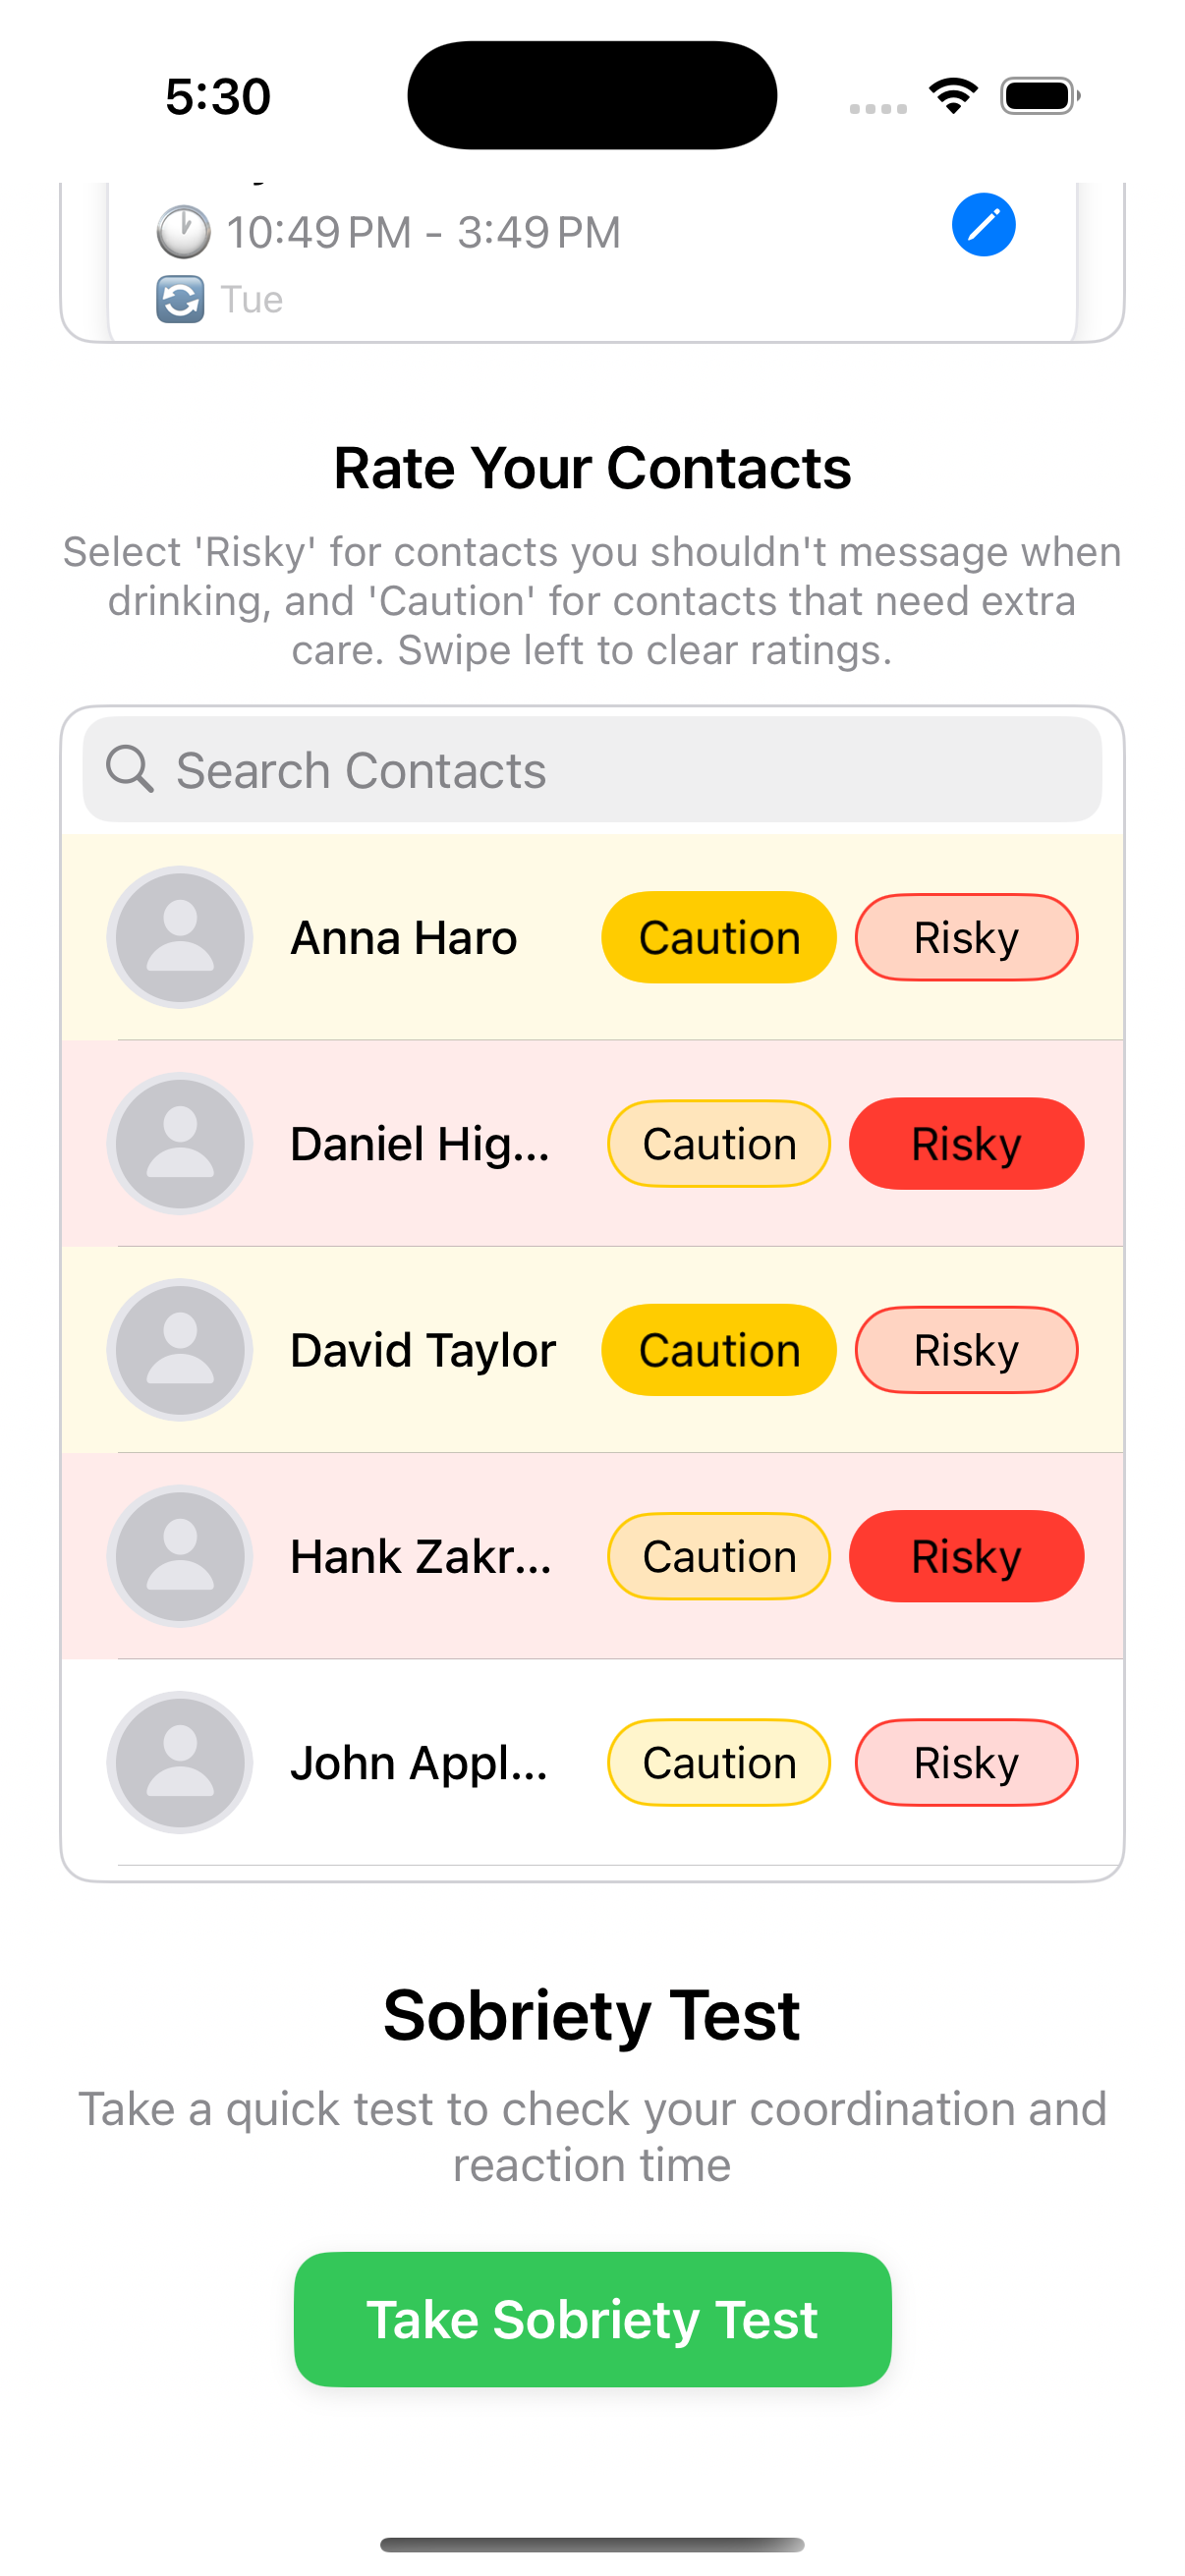 5:30
10:49 PM - 3:49 PM
Tue
Rate Your Contacts
Select 'Risky' for contacts you shouldn't message when
drinking, and 'Caution' for contacts that need extra
care. Swipe left to clear ratings.
Search Contacts
Anna Haro Caution Risky
Daniel Hig... Caution Risky
David Taylor Caution Risky
Hank Zakr... Caution Risky
John Appl... Caution Risky
Sobriety Test
Take a quick test to check your coordination and
reaction time
Take Sobriety Test